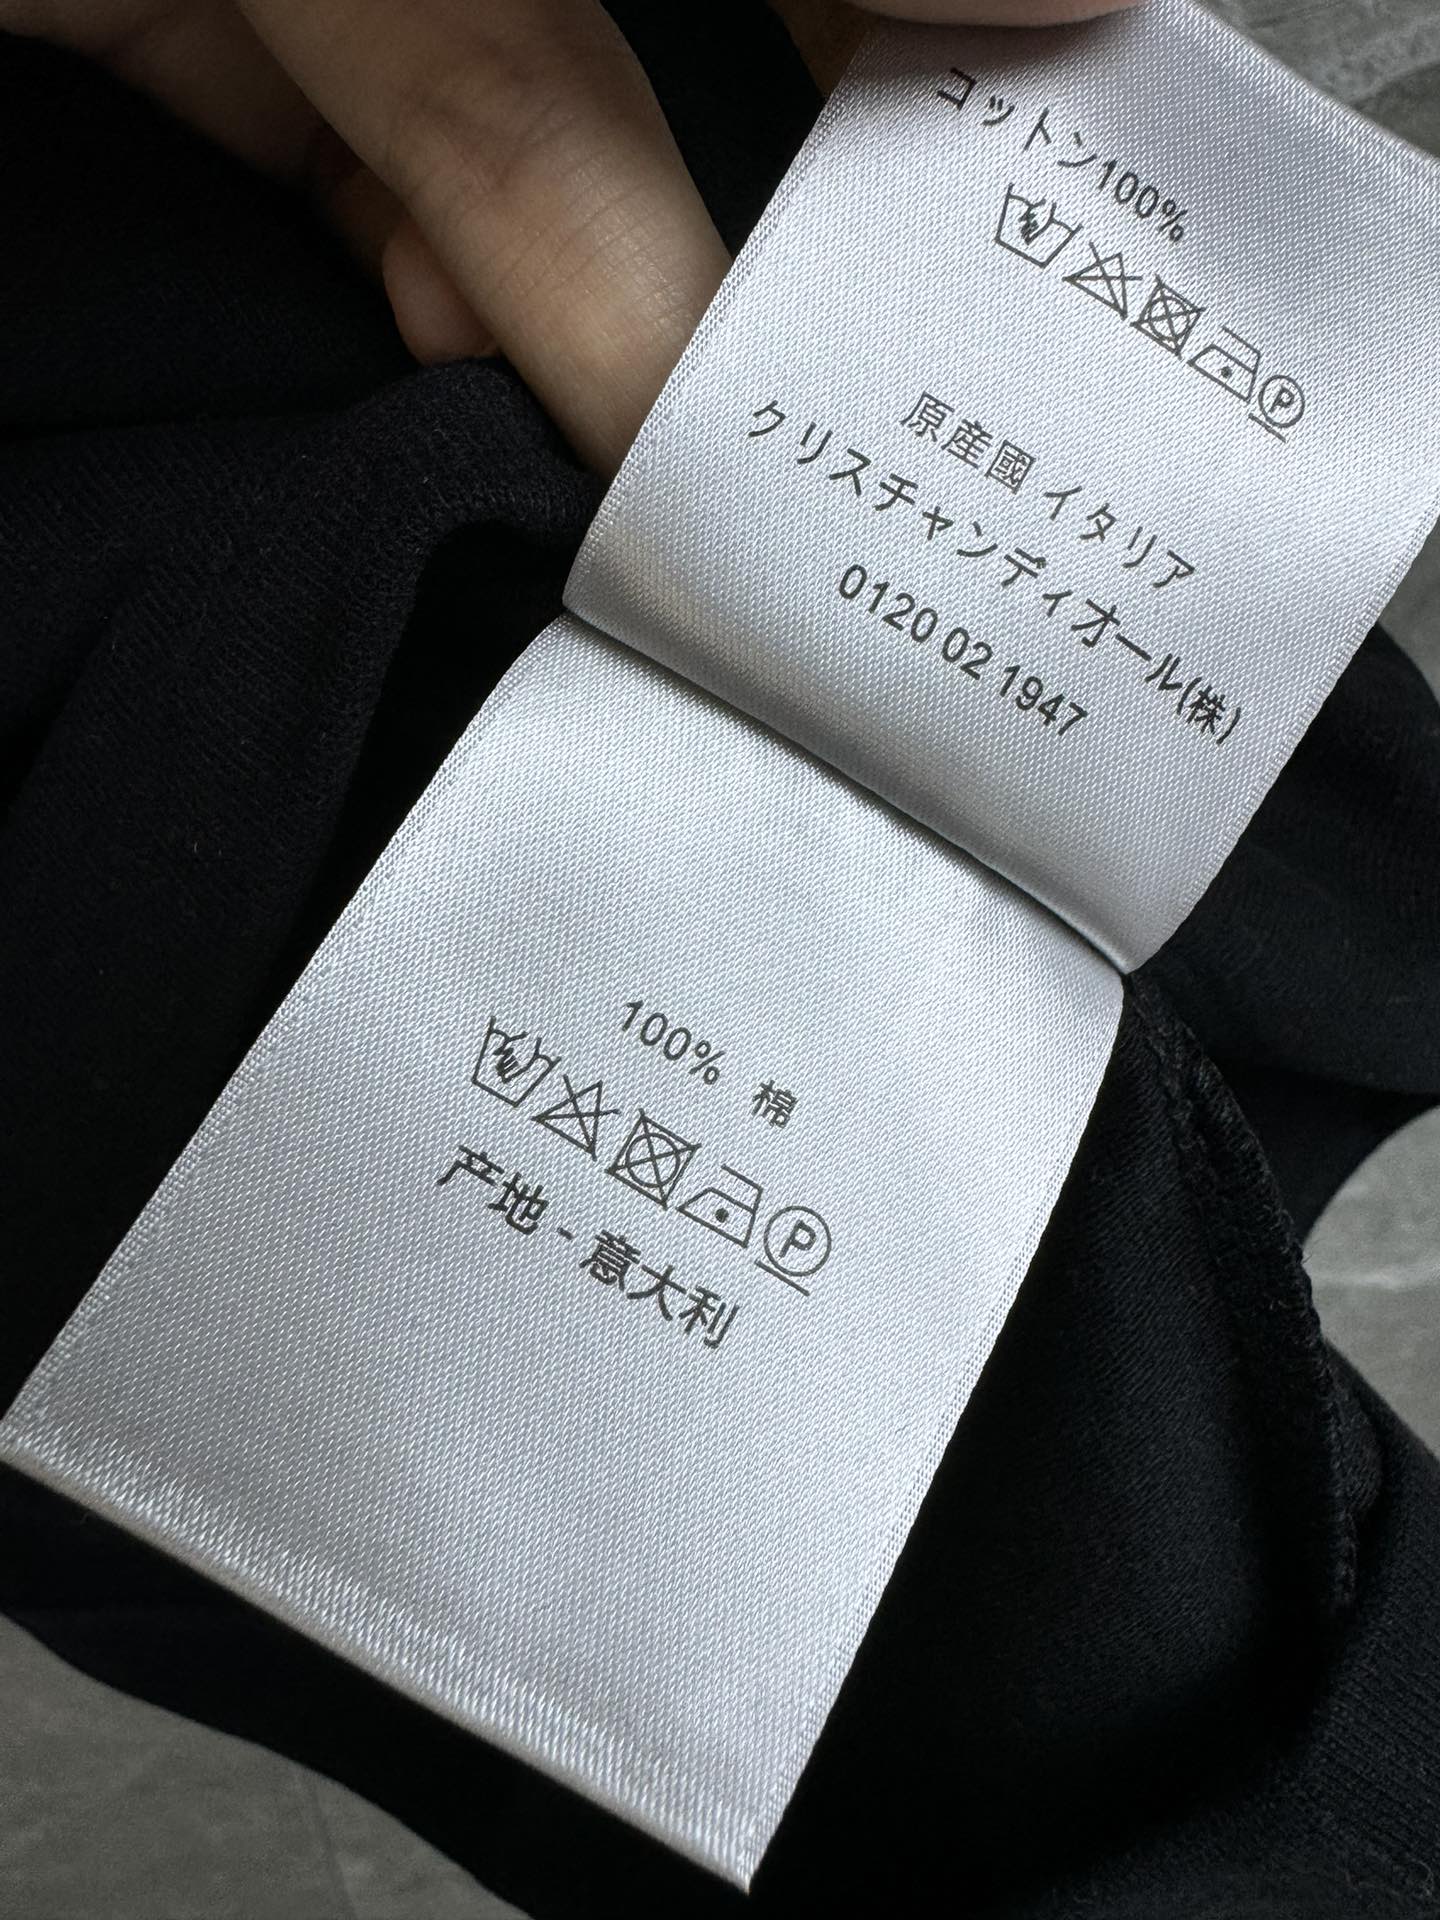 コットン100%
P
原産國 イタリア
クリスチャンディオール(株)
0120 02 1947
100% 棉
P
产地 - 意大利